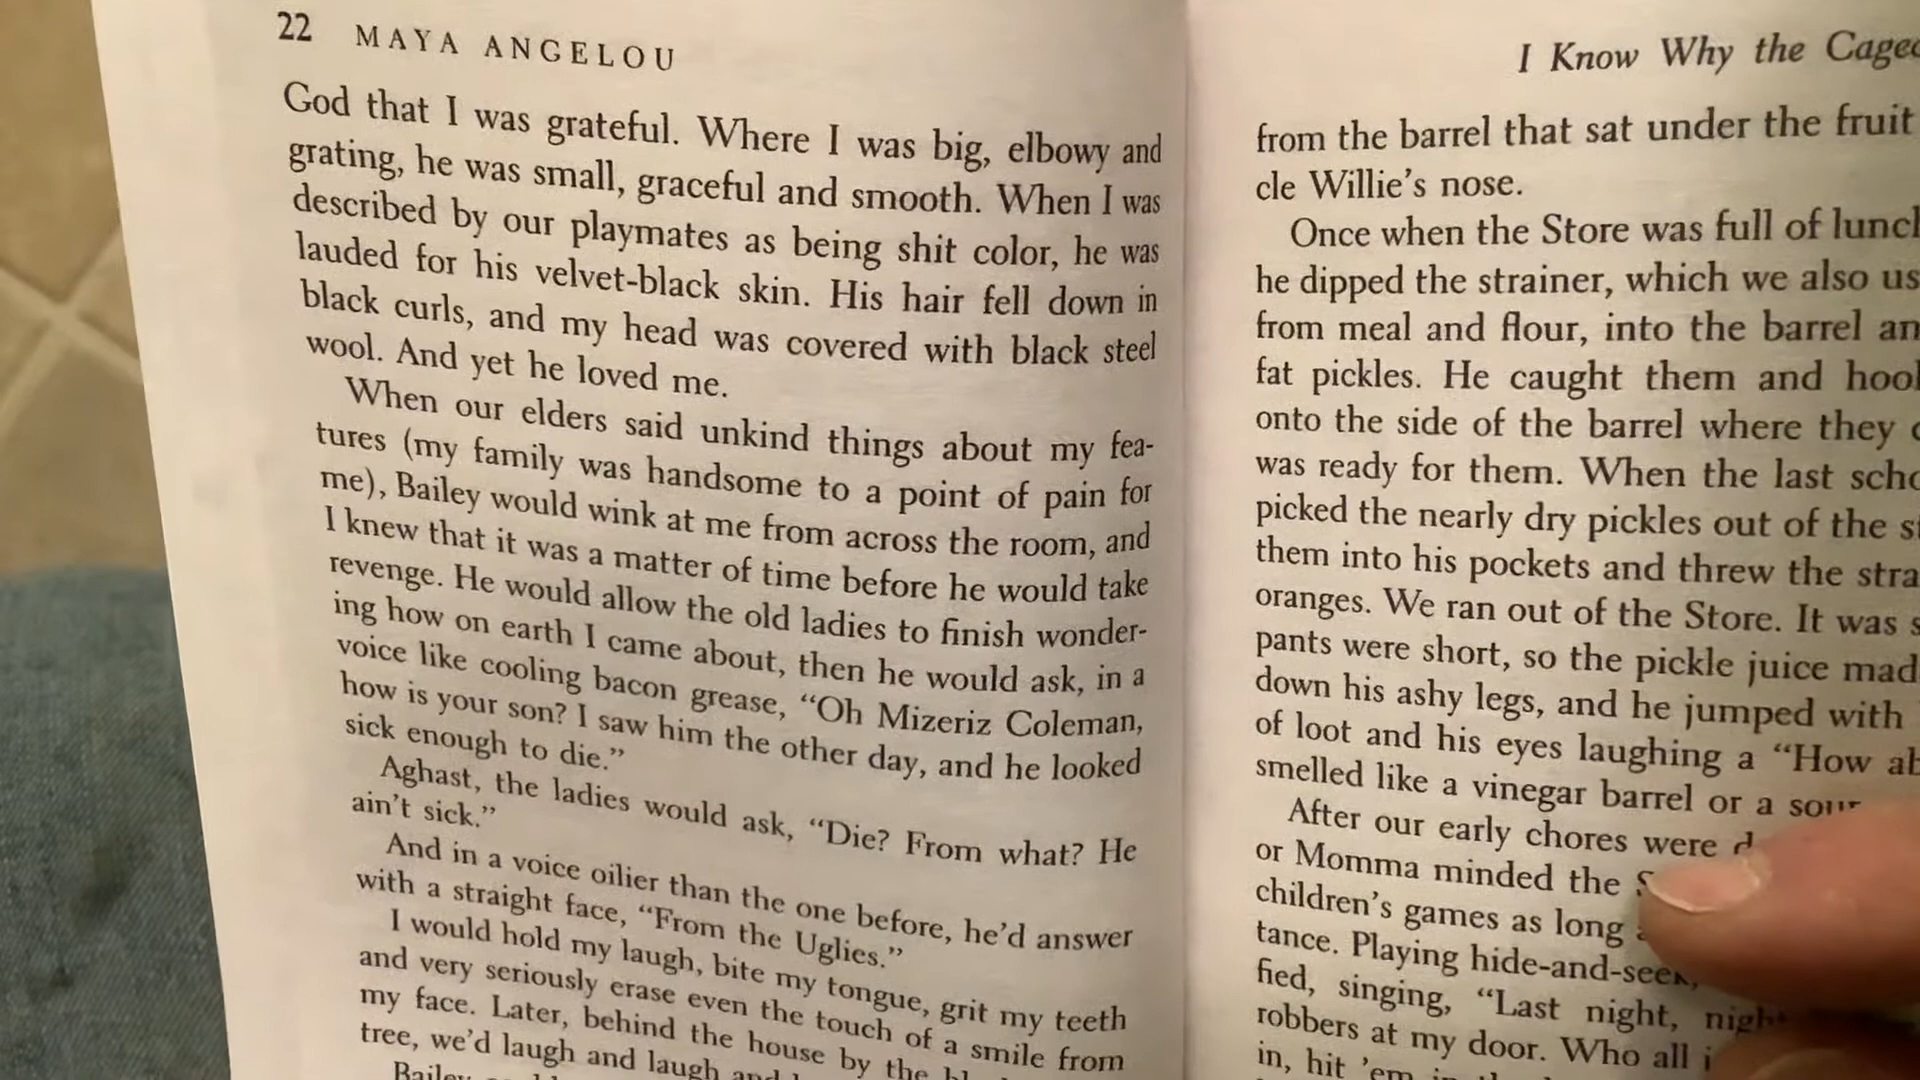 22 MAYA ANGELOU
God that I was grateful. Where I was big, elbowy and
grating, he was small, graceful and smooth. When I was
described by our playmates as being shit color, he was
lauded for his velvet-black skin. His hair fell down in
black curls, and my head was covered with black steel
wool. And yet he loved me.
When our elders said unkind things about my fea-
tures (my family was handsome to a point of pain for
me), Bailey would wink at me from across the room, and
I knew that it was a matter of time before he would take
revenge. He would allow the old ladies to finish wonder-
ing how on earth I came about, then he would ask, in a
voice like cooling bacon grease, “Oh Mizeriz Coleman,
how is your son? I saw him the other day, and he looked
sick enough to die.”
Aghast, the ladies would ask, “Die? From what? He
ain’t sick.”
And in a voice oilier than the one before, he’d answer
with a straight face, “From the Uglies.”
I would hold my laugh, bite my tongue, grit my teeth
and very seriously erase even the touch of a smile from
my face. Later, behind the house by the
tree, we’d laugh and laugh and
Bailey
I Know Why the Caged
from the barrel that sat under the fruit
cle Willie’s nose.
Once when the Store was full of
he dipped the strainer, which we also
from meal and flour, into the barrel
fat pickles. He caught them and
onto the side of the barrel where they
was ready for them. When the last
picked the nearly dry pickles out of the
them into his pockets and threw the
oranges. We ran out of the Store. It was
pants were short, so the pickle juice
down his ashy legs, and he jumped with
of loot and his eyes laughing a “How
smelled like a vinegar barrel or a
After our early chores were
or Momma minded the
children’s games as long
tance. Playing hide-and-seek,
fied, singing, “Last night,
robbers at my door. Who all
in, hit ’em